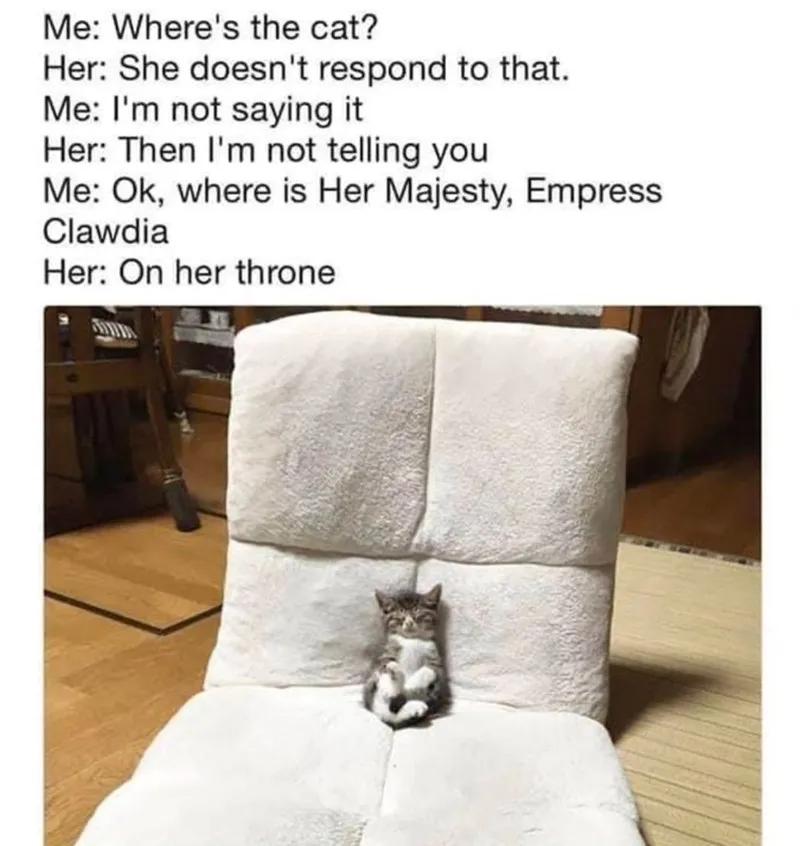 Me: Where's the cat?
Her: She doesn't respond to that.
Me: I'm not saying it
Her: Then I'm not telling you
Me: Ok, where is Her Majesty, Empress
Clawdia
Her: On her throne